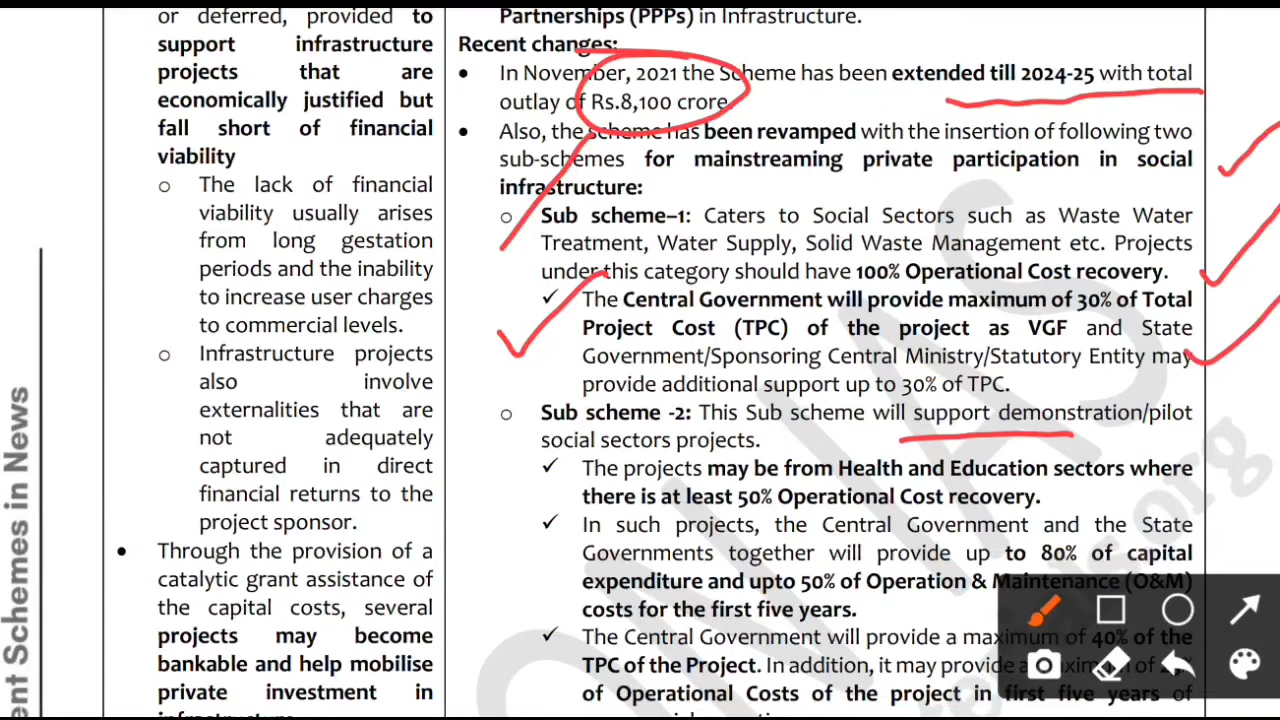 or deferred, provided to
support infrastructure
projects that are
economically justified but
fall short of financial
viability
o The lack of financial
viability usually arises
from long gestation
periods and the inability
to increase user charges
to commercial levels.
o Infrastructure projects
also involve
externalities that are
not adequately
captured in direct
financial returns to the
project sponsor.
• Through the provision of a
catalytic grant assistance of
the capital costs, several
projects may become
bankable and help mobilise
private investment in
infrastructure
Partnerships (PPPs) in Infrastructure.
Recent changes:
• In November, 2021 the Scheme has been extended till 2024-25 with total
outlay of Rs.8,100 crore.
• Also, the scheme has been revamped with the insertion of following two
sub-schemes for mainstreaming private participation in social
infrastructure:
o Sub scheme–1: Caters to Social Sectors such as Waste Water
Treatment, Water Supply, Solid Waste Management etc. Projects
under this category should have 100% Operational Cost recovery.
✓ The Central Government will provide maximum of 30% of Total
Project Cost (TPC) of the project as VGF and State
Government/Sponsoring Central Ministry/Statutory Entity may
provide additional support up to 30% of TPC.
o Sub scheme -2: This Sub scheme will support demonstration/pilot
social sectors projects.
✓ The projects may be from Health and Education sectors where
there is at least 50% Operational Cost recovery.
✓ In such projects, the Central Government and the State
Governments together will provide up to 80% of capital
expenditure and upto 50% of Operation & Maintenance (O&M)
costs for the first five years.
✓ The Central Government will provide a maximum of 40% of the
TPC of the Project. In addition, it may provide a maximum of
of Operational Costs of the project in first five years of
ent Schemes in News